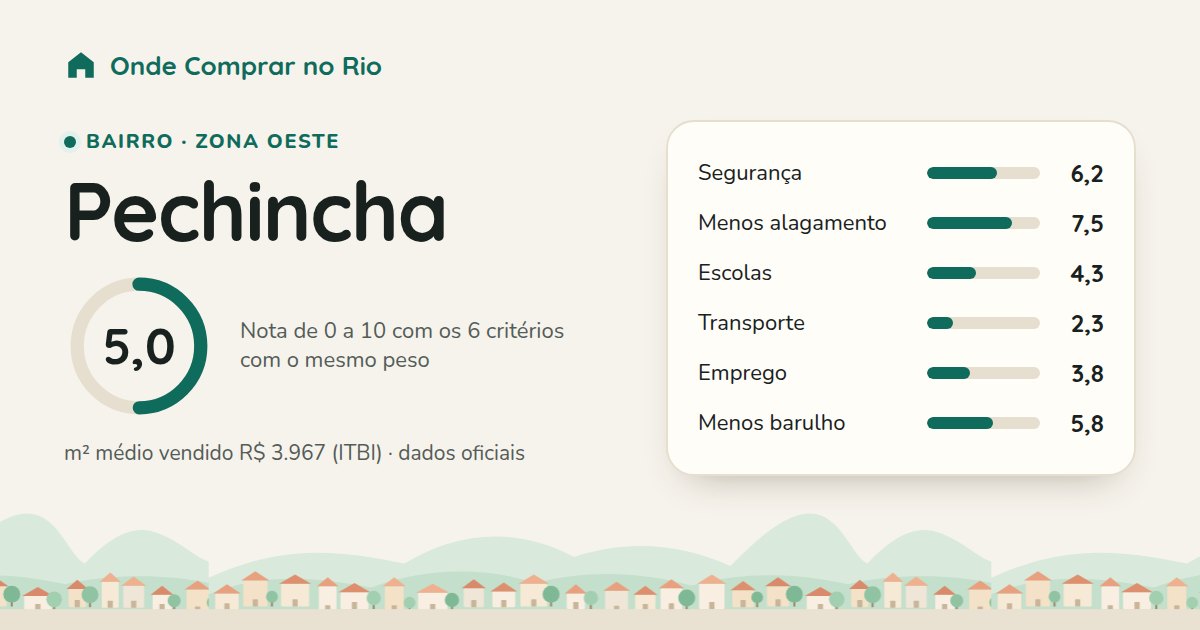 Onde Comprar no Rio
BAIRRO · ZONA OESTE
Pechincha
5,0
Nota de 0 a 10 com os 6 critérios
com o mesmo peso
m² médio vendido R$ 3.967 (ITBI) · dados oficiais
Segurança 6,2
Menos alagamento 7,5
Escolas 4,3
Transporte 2,3
Emprego 3,8
Menos barulho 5,8